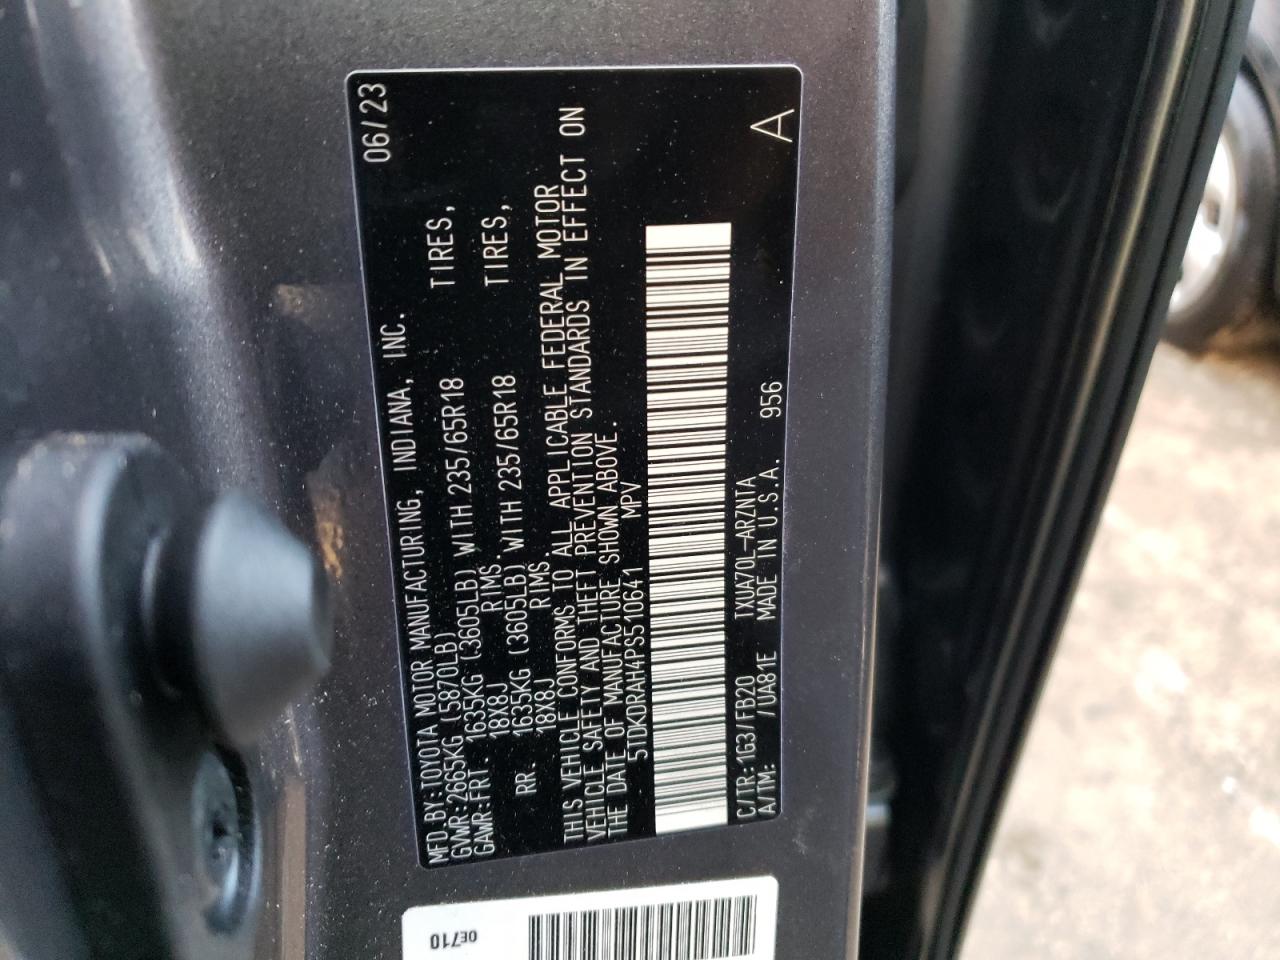 MFD.BY:TOYOTA MOTOR MANUFACTURING, INDIANA, INC. 06/23
GVWR:2665KG (5870LB)
GAWR:FRT. 1635KG (3605LB) WITH 235/65R18 TIRES,
18X8J RIMS.
RR. 1635KG (3605LB) WITH 235/65R18 TIRES,
18X8J RIMS
THIS VEHICLE CONFORMS TO ALL APPLICABLE FEDERAL MOTOR
VEHICLE SAFETY AND THEFT PREVENTION STANDARDS IN EFFECT ON
THE DATE OF MANUFACTURE SHOWN ABOVE.
5TDKDRAH4PS510641 MPV
C/TR:1G3/FB20 TXUA70L-ARZNTA A
A/TM: /UA81E MADE IN U.S.A. 956
0E710